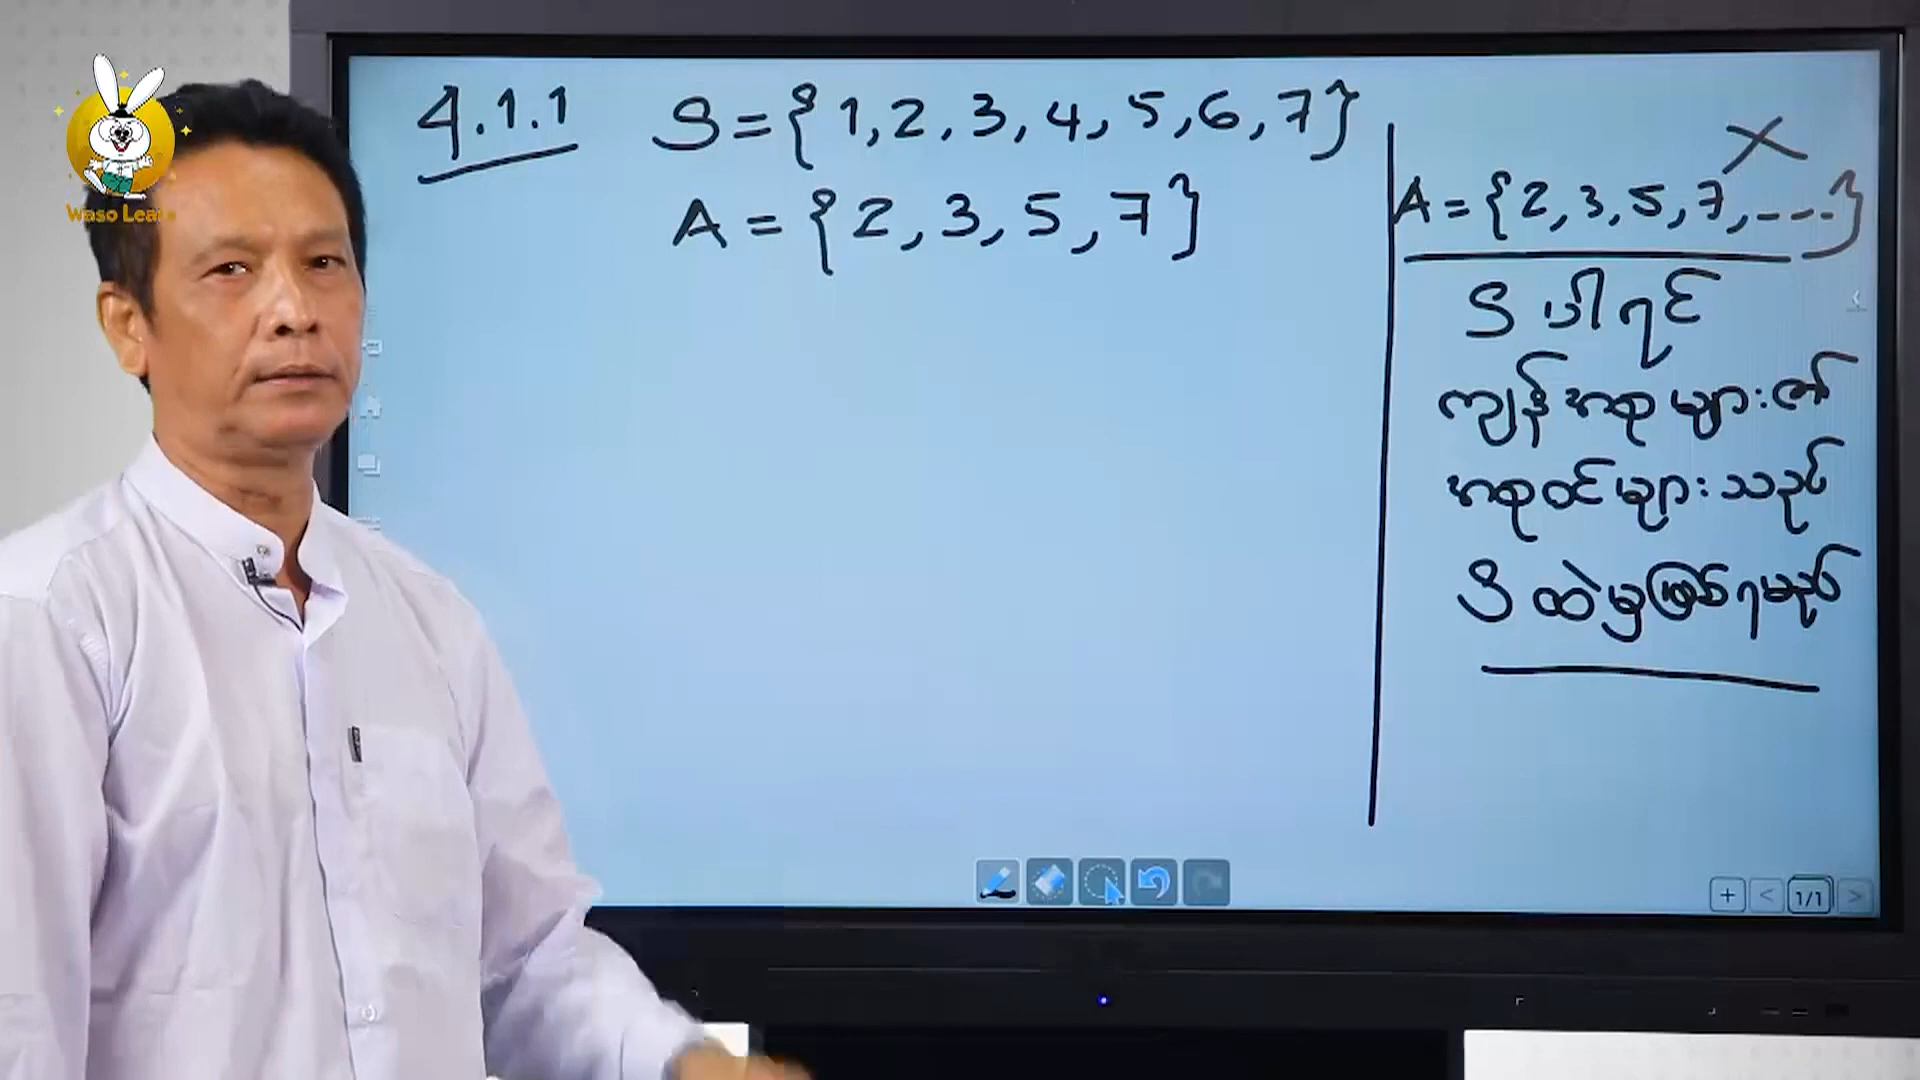 Waso Learn
4.1.1
S = {1, 2, 3, 4, 5, 6, 7}
A = {2, 3, 5, 7}
×
A = {2, 3, 5, 7, ----}
S ပါရင်
ကျန်အစုများ၏
အစုဝင်များသည်
S ထဲမှဖြစ်ရမည်
1/1